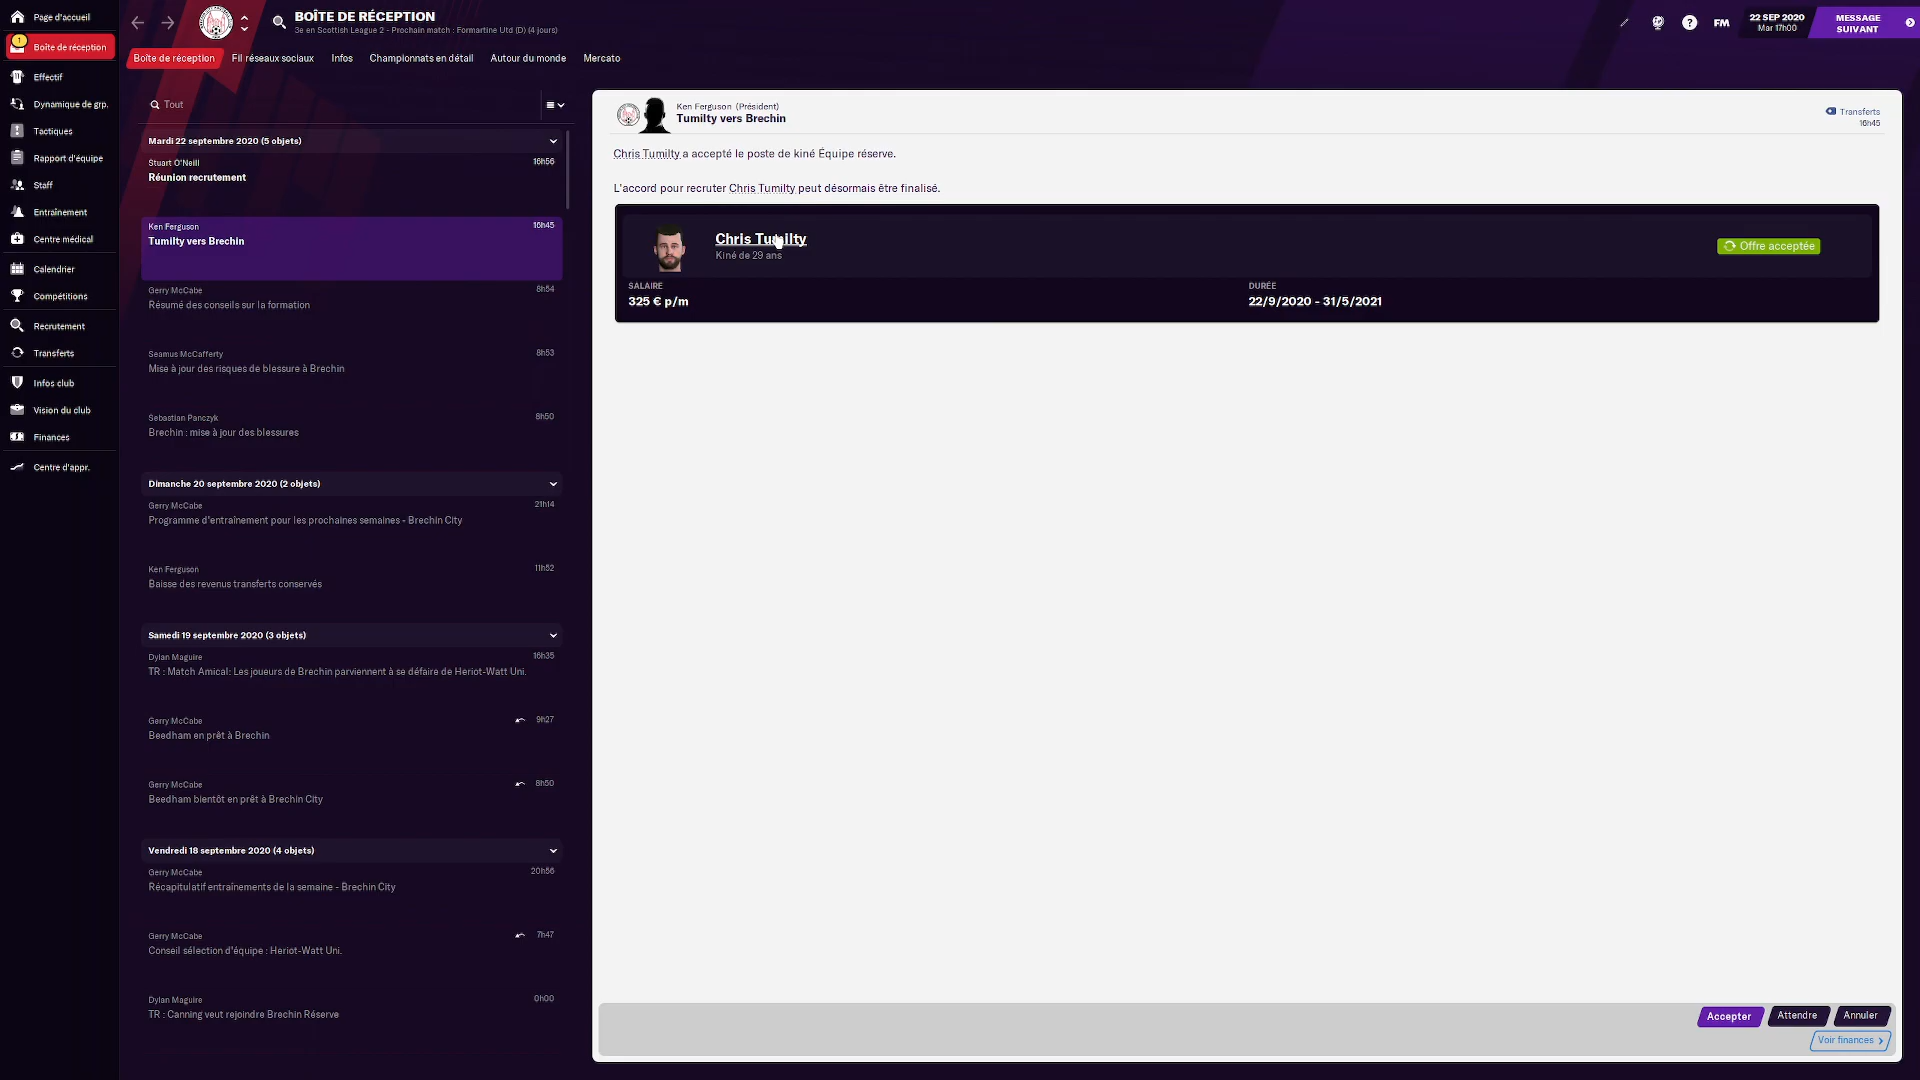 Page d'accueil
1
Boîte de réception
Effectif
Dynamique de grp.
Tactiques
Rapport d'équipe
Staff
Entraînement
Centre médical
Calendrier
Compétitions
Recrutement
Transferts
Infos club
Vision du club
Finances
Centre d'appr.
BOÎTE DE RÉCEPTION
3e en Scottish League 2 - Prochain match : Formartine Utd (D) (4 jours)
FM
22 SEP 2020
Mar 17h00
MESSAGE
SUIVANT
Boîte de réception
Fil réseaux sociaux
Infos
Championnats en détail
Autour du monde
Mercato
Tout
Mardi 22 septembre 2020 (5 objets)
Stuart O'Neill 16h56
Réunion recrutement
Ken Ferguson 16h45
Tumilty vers Brechin
Gerry McCabe 8h54
Résumé des conseils sur la formation
Seamus McCafferty 8h53
Mise à jour des risques de blessure à Brechin
Sebastian Panczyk 8h50
Brechin : mise à jour des blessures
Dimanche 20 septembre 2020 (2 objets)
Gerry McCabe 21h14
Programme d'entraînement pour les prochaines semaines - Brechin City
Ken Ferguson 11h52
Baisse des revenus transferts conservés
Samedi 19 septembre 2020 (3 objets)
Dylan Maguire 16h35
TR : Match Amical: Les joueurs de Brechin parviennent à se défaire de Heriot-Watt Uni.
Gerry McCabe 9h27
Beedham en prêt à Brechin
Gerry McCabe 8h50
Beedham bientôt en prêt à Brechin City
Vendredi 18 septembre 2020 (4 objets)
Gerry McCabe 20h56
Récapitulatif entraînements de la semaine - Brechin City
Gerry McCabe 7h47
Conseil sélection d'équipe : Heriot-Watt Uni.
Dylan Maguire 0h00
TR : Canning veut rejoindre Brechin Réserve
Ken Ferguson (Président)
Tumilty vers Brechin
Transferts
16h45
Chris Tumilty a accepté le poste de kiné Équipe réserve.
L'accord pour recruter Chris Tumilty peut désormais être finalisé.
Chris Tumilty
Kiné de 29 ans
Offre acceptée
SALAIRE
325 € p/m
DURÉE
22/9/2020 - 31/5/2021
Accepter
Attendre
Annuler
Voir finances